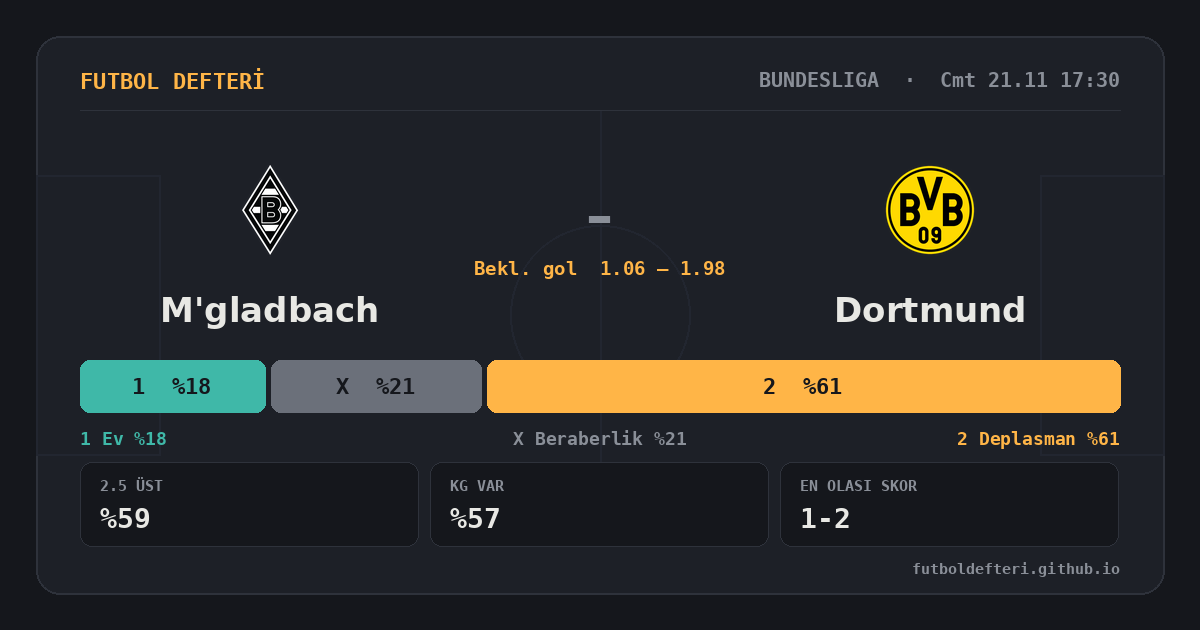 FUTBOL DEFTERİ
BUNDESLIGA · Cmt 21.11 17:30
B
BVB
09
–
Bekl. gol 1.06 – 1.98
M'gladbach
Dortmund
1 %18
X %21
2 %61
1 Ev %18
X Beraberlik %21
2 Deplasman %61
2.5 ÜST
%59
KG VAR
%57
EN OLASI SKOR
1-2
futboldefteri.github.io